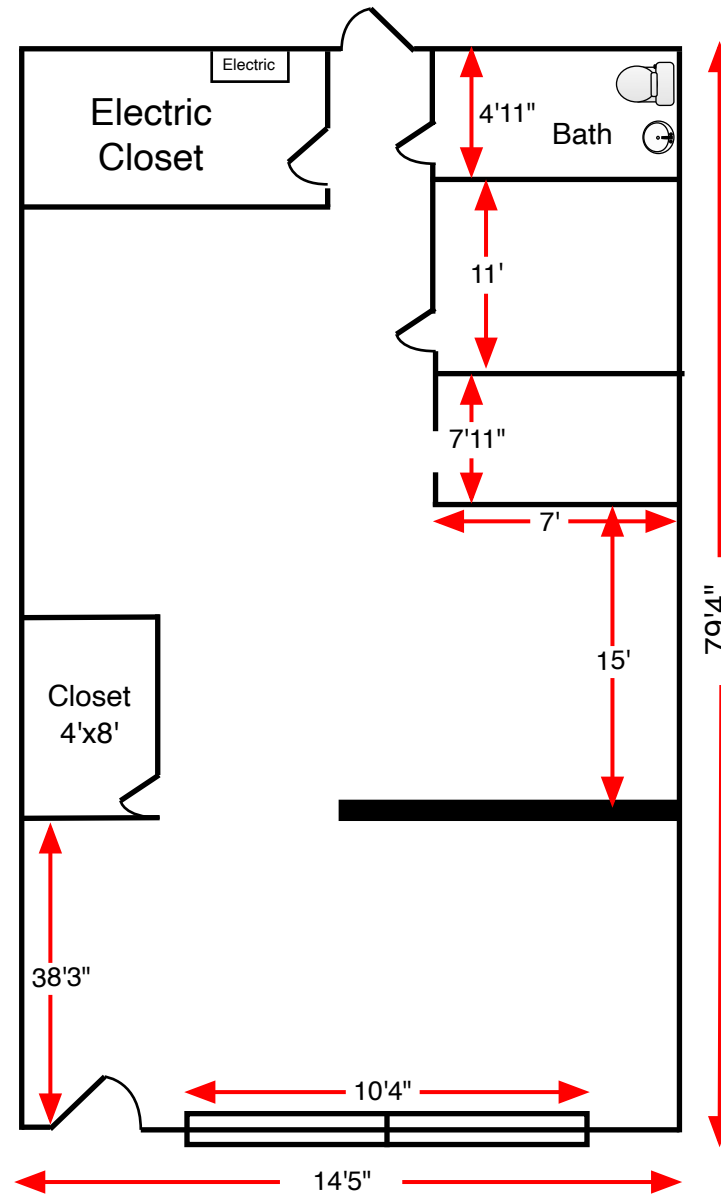 Electric
Electric
Closet
4'11"
Bath
11'
7'11"
7'
79'4"
15'
Closet
4'x8'
38'3"
10'4"
14'5"